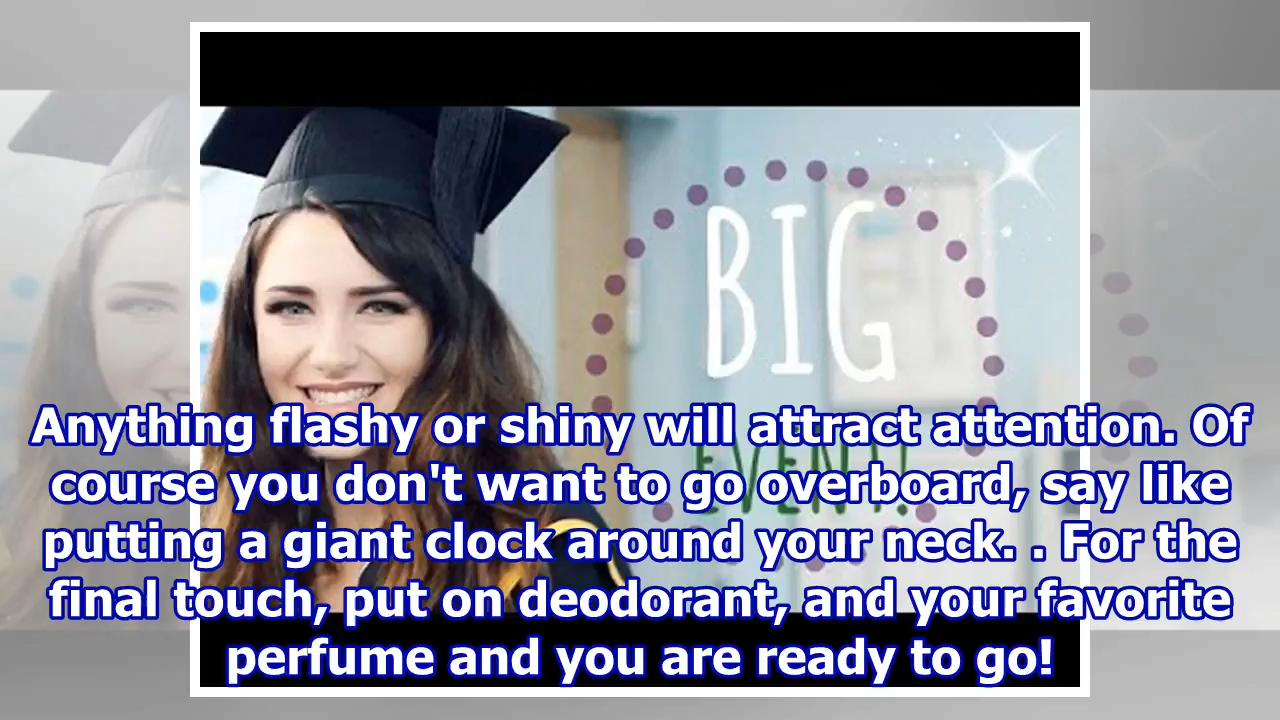 BIG
EVENT!
Anything flashy or shiny will attract attention. Of
course you don't want to go overboard, say like
putting a giant clock around your neck. . For the
final touch, put on deodorant, and your favorite
perfume and you are ready to go!